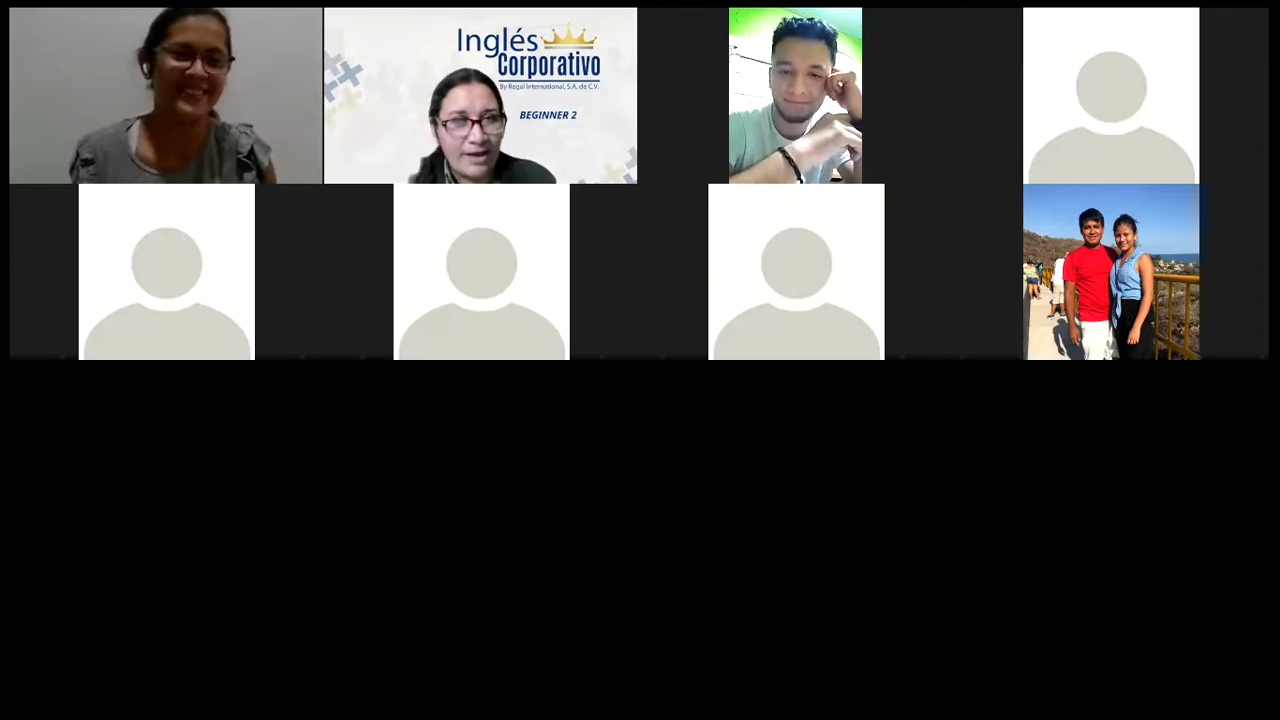 Inglés
Corporativo
By Regal International, S.A. de C.V.
BEGINNER 2